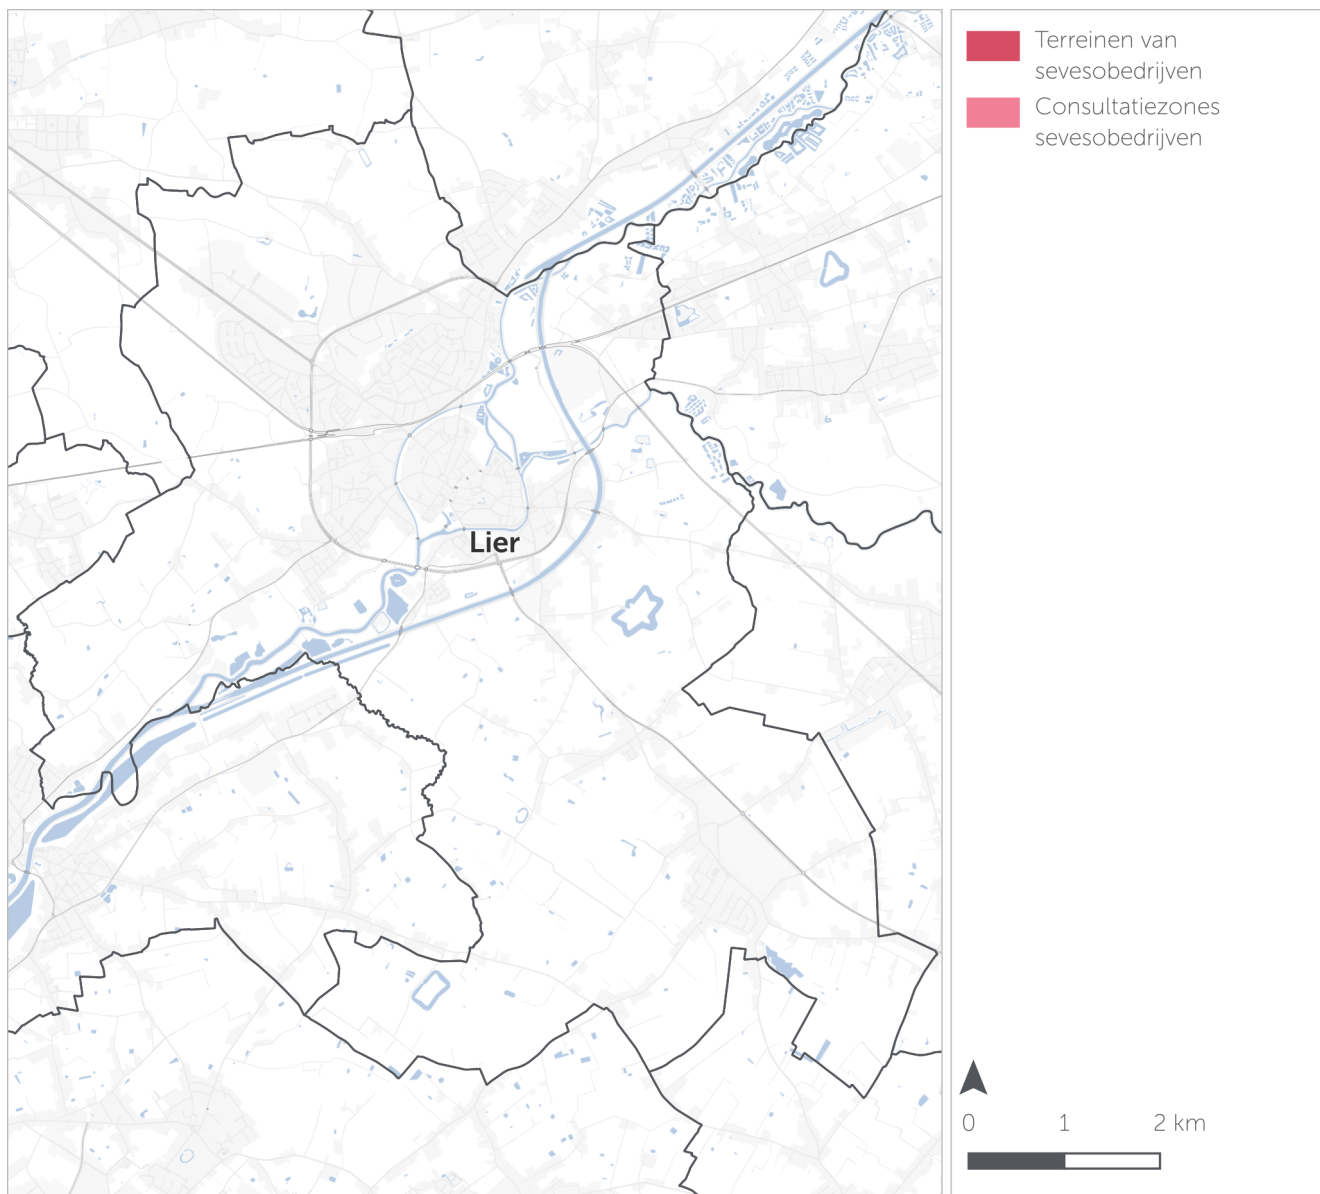 Terreinen van
sevesobedrijven
Consultatiezones
sevesobedrijven
Lier
0 1 2 km